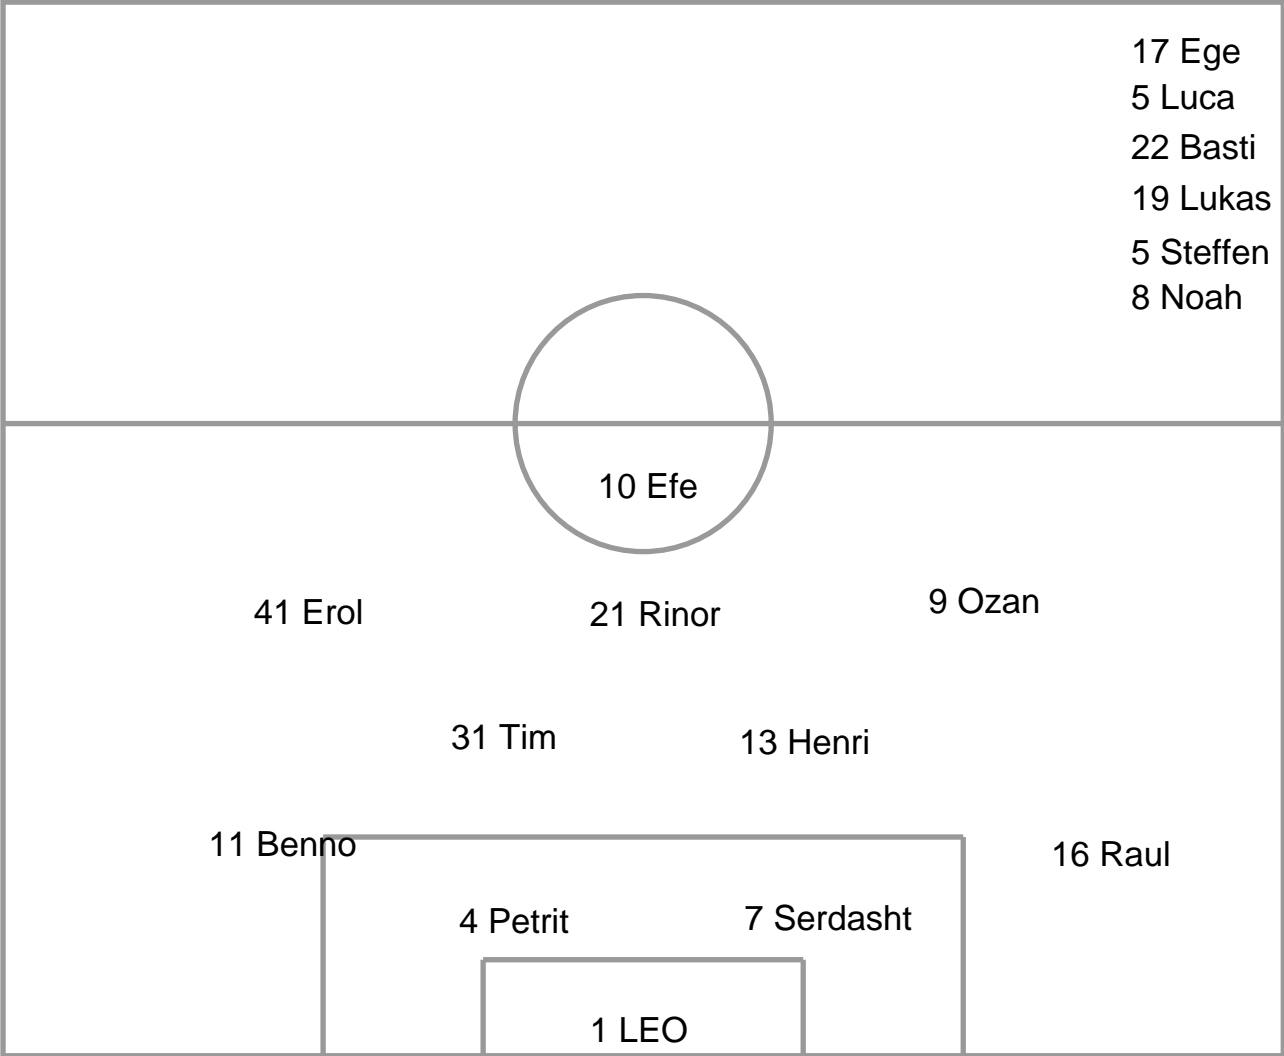 17 Ege
5 Luca
22 Basti
19 Lukas
5 Steffen
8 Noah
10 Efe
41 Erol
21 Rinor
9 Ozan
31 Tim
13 Henri
11 Benno
16 Raul
4 Petrit
7 Serdasht
1 LEO